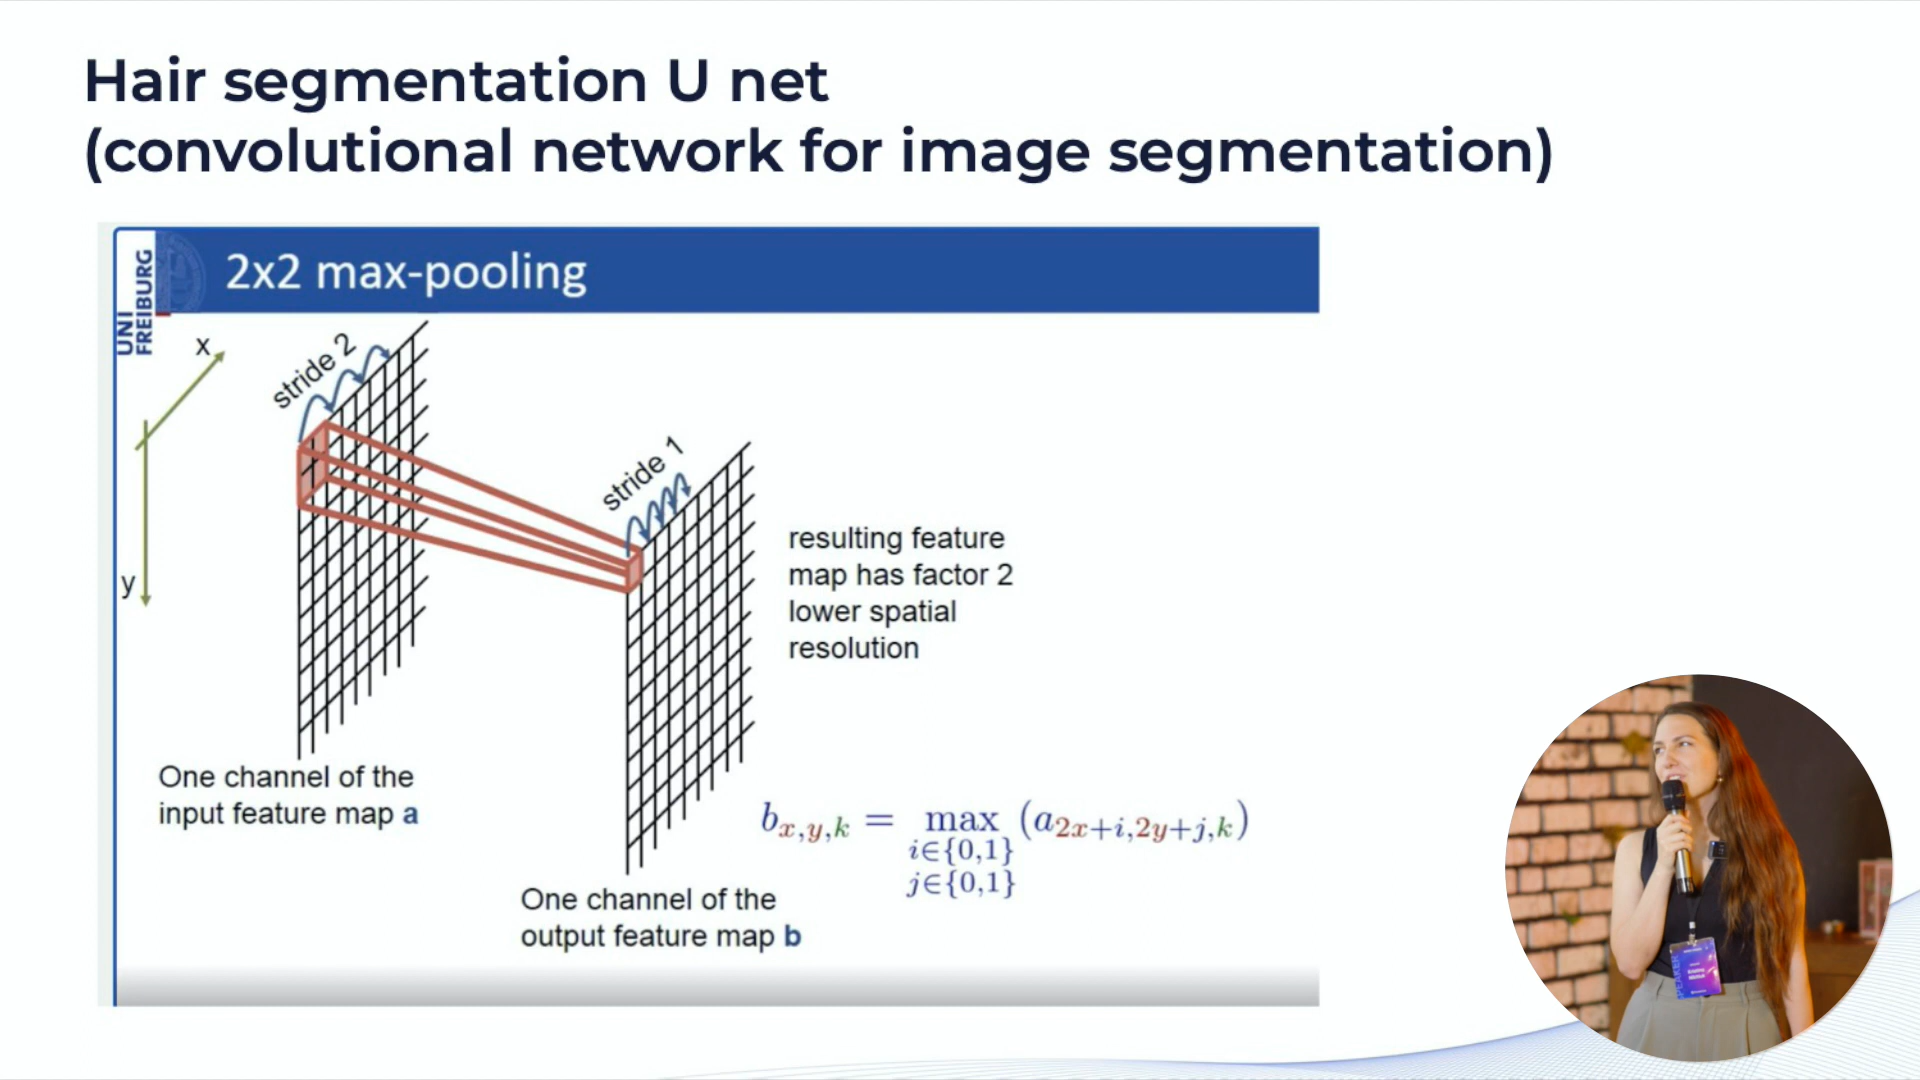 Hair segmentation U net
(convolutional network for image segmentation)
UNI
FREIBURG
2x2 max-pooling
x
stride 2
y
stride 1
resulting feature
map has factor 2
lower spatial
resolution
One channel of the
input feature map a
b_{x,y,k} = max (a_{2x+i,2y+j,k})
i∈{0,1}
j∈{0,1}
One channel of the
output feature map b
SPEAKER